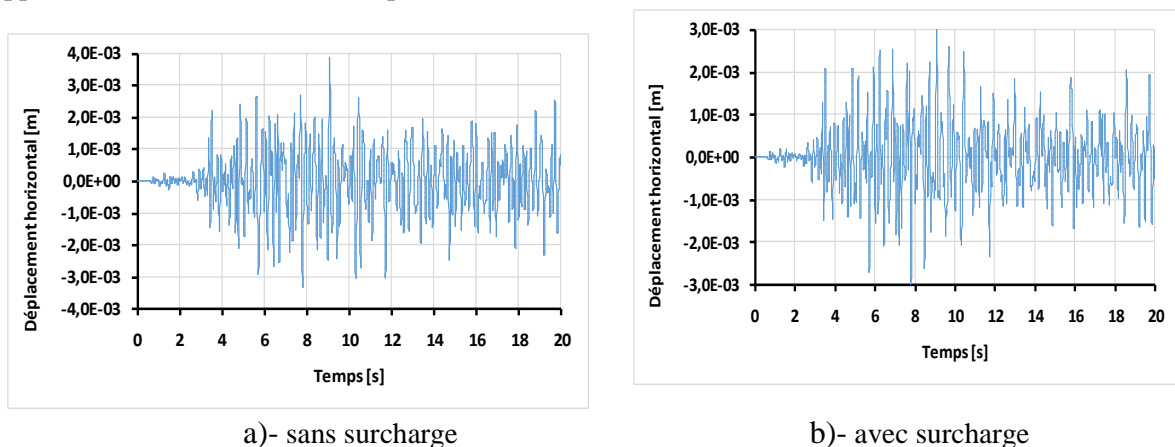 4,0E-03
3,0E-03
2,0E-03
1,0E-03
0,0E+00
-1,0E-03
-2,0E-03
-3,0E-03
-4,0E-03
Déplacement horizontal [m]
0 2 4 6 8 10 12 14 16 18 20
Temps [s]
a)- sans surcharge
3,0E-03
2,0E-03
1,0E-03
0,0E+00
-1,0E-03
-2,0E-03
-3,0E-03
Déplacement horizontal [m]
0 2 4 6 8 10 12 14 16 18 20
Temps [s]
b)- avec surcharge